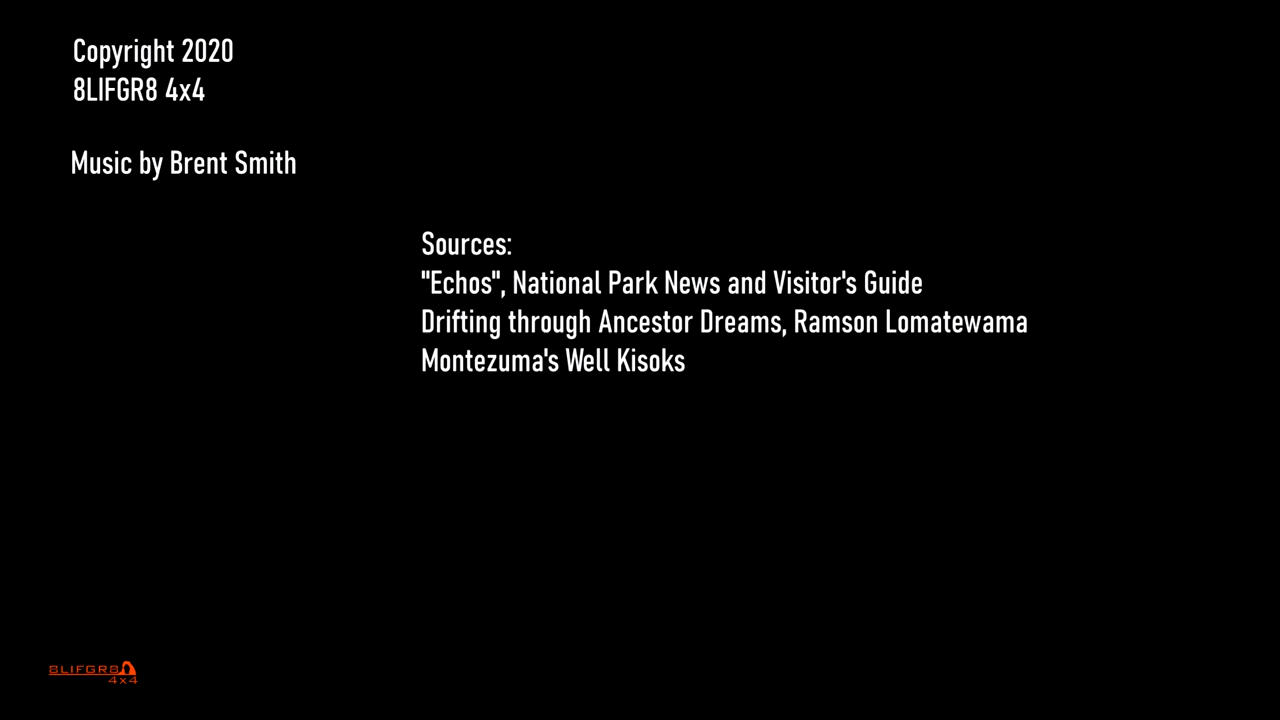 Copyright 2020
8LIFGR8 4x4
Music by Brent Smith
Sources:
"Echos", National Park News and Visitor's Guide
Drifting through Ancestor Dreams, Ramson Lomatewama
Montezuma's Well Kisoks
8LIFGR8
4x4